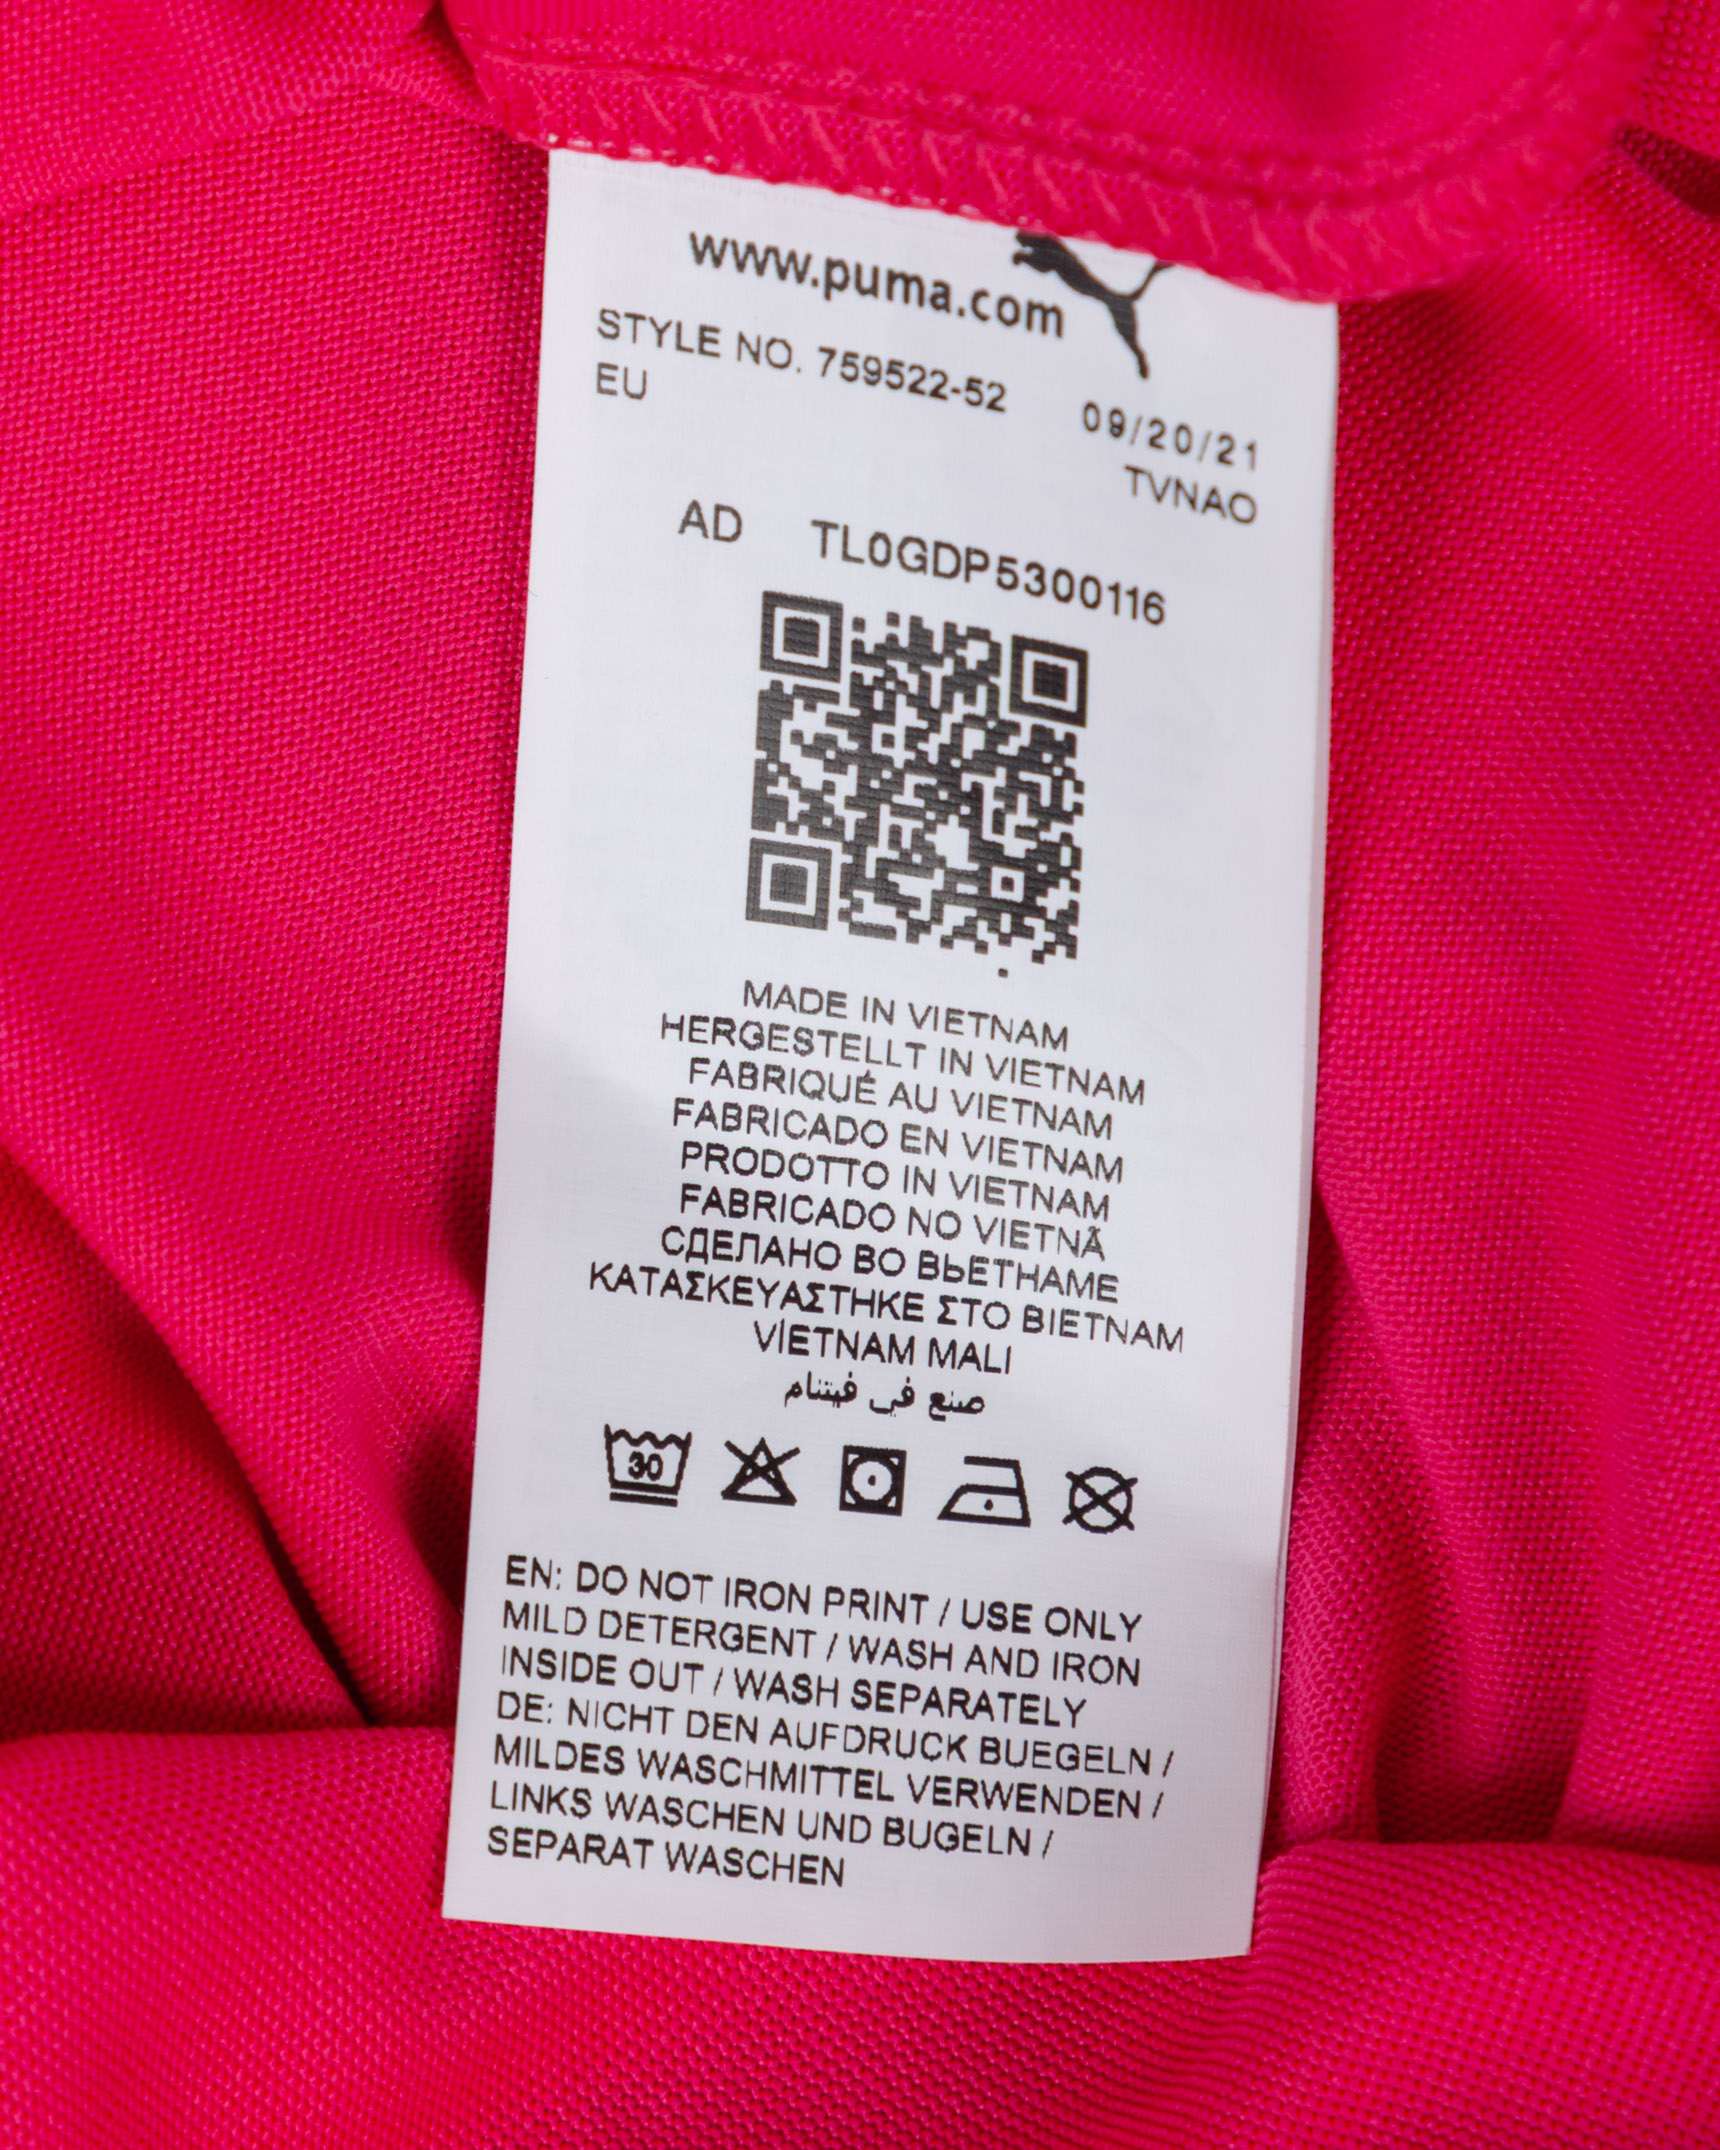 www.puma.com
STYLE NO. 759522-52 09/20/21
EU TVNAO
AD TL0GDP5300116
MADE IN VIETNAM
HERGESTELLT IN VIETNAM
FABRIQUÉ AU VIETNAM
FABRICADO EN VIETNAM
PRODOTTO IN VIETNAM
FABRICADO NO VIETNÃ
СДЕЛАНО ВО ВЬЕТНАМЕ
ΚΑΤΑΣΚΕΥΑΣΤΗΚΕ ΣΤΟ ΒΙΕΤΝΑΜ
VİETNAM MALI
صنع في فيتنام
30
EN: DO NOT IRON PRINT / USE ONLY
MILD DETERGENT / WASH AND IRON
INSIDE OUT / WASH SEPARATELY
DE: NICHT DEN AUFDRUCK BUEGELN /
MILDES WASCHMITTEL VERWENDEN /
LINKS WASCHEN UND BUGELN /
SEPARAT WASCHEN